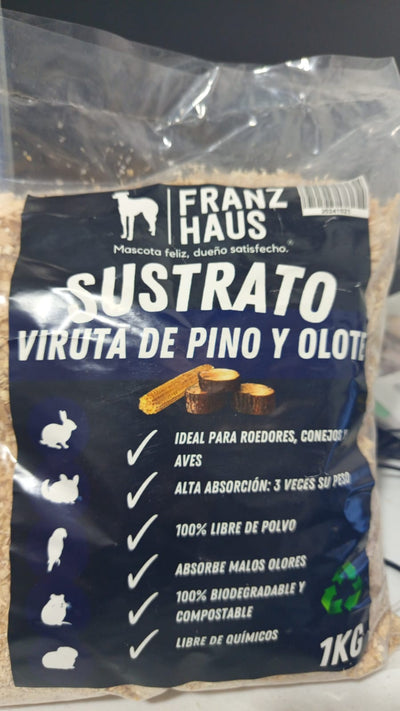 FRANZ
HAUS
Mascota feliz, dueño satisfecho.®
SUSTRATO
VIRUTA DE PINO Y OLOTE
IDEAL PARA ROEDORES, CONEJOS Y
AVES
ALTA ABSORCIÓN: 3 VECES SU PESO
100% LIBRE DE POLVO
ABSORBE MALOS OLORES
100% BIODEGRADABLE Y
COMPOSTABLE
LIBRE DE QUÍMICOS
1KG